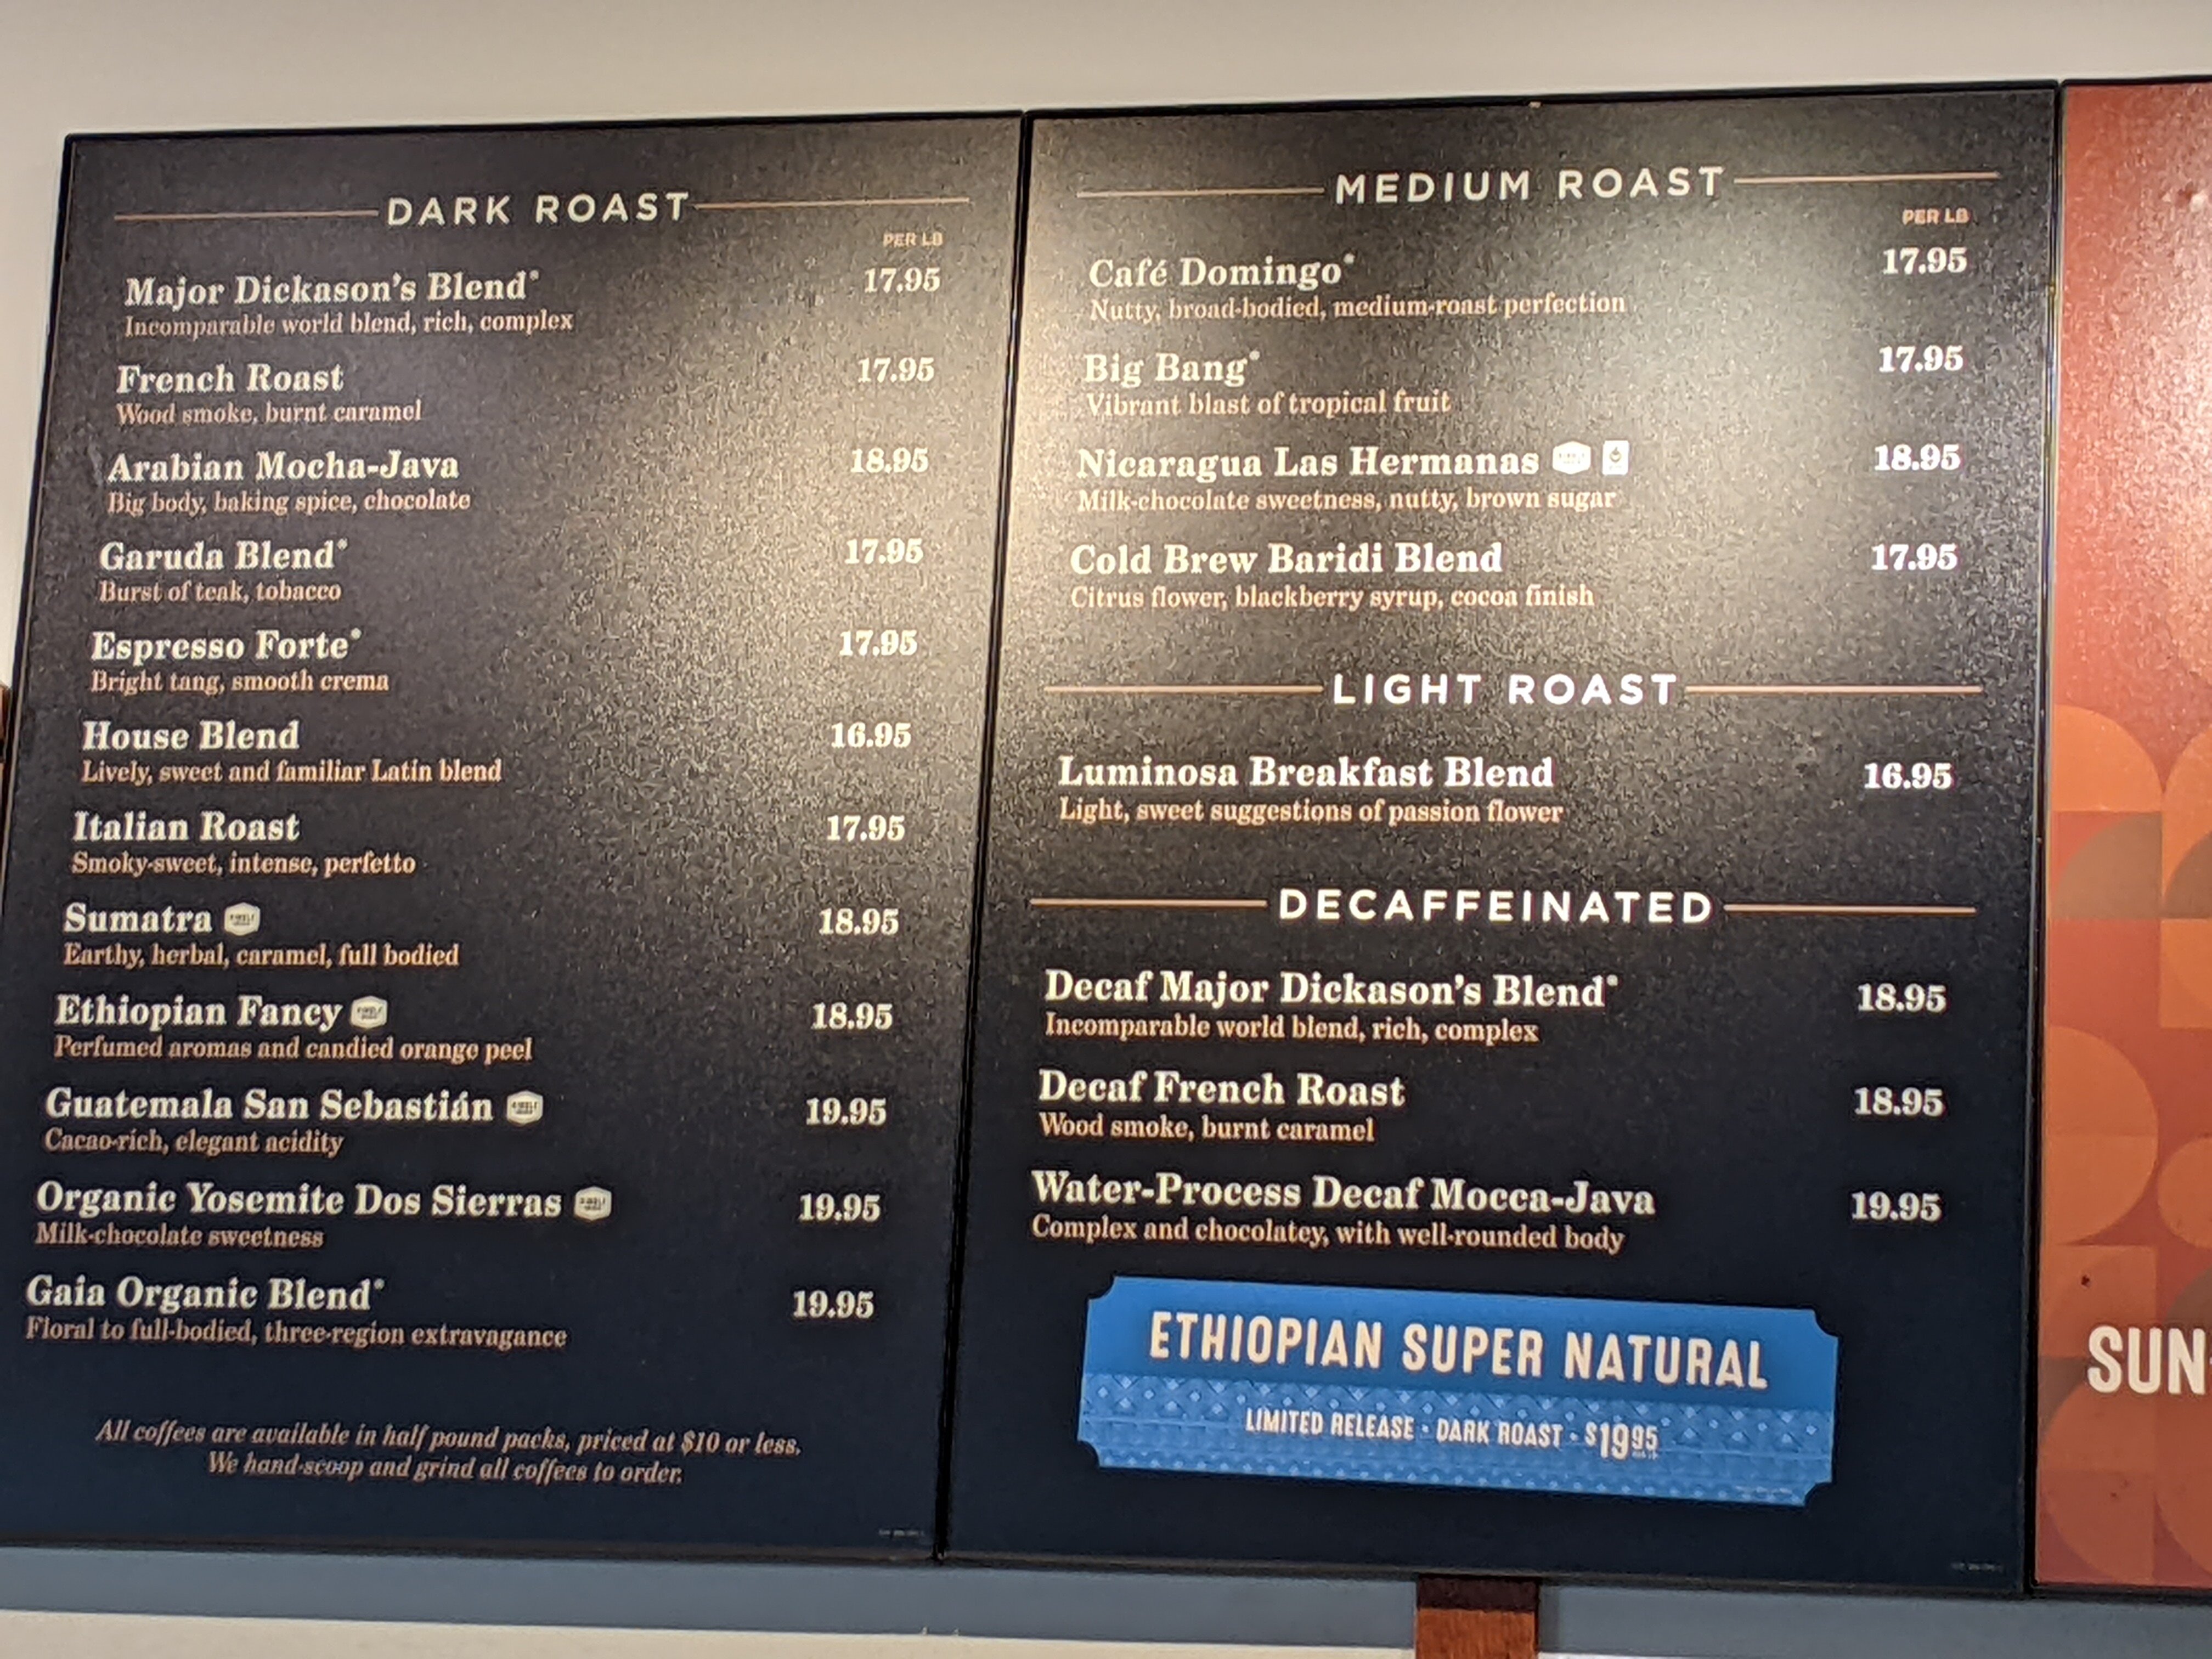 DARK ROAST
PER LB
Major Dickason's Blend® 17.95
Incomparable world blend, rich, complex
French Roast 17.95
Wood smoke, burnt caramel
Arabian Mocha-Java 18.95
Big body, baking spice, chocolate
Garuda Blend® 17.95
Burst of teak, tobacco
Espresso Forte® 17.95
Bright tang, smooth crema
House Blend 16.95
Lively, sweet and familiar Latin blend
Italian Roast 17.95
Smoky-sweet, intense, perfetto
Sumatra 18.95
Earthy, herbal, caramel, full bodied
Ethiopian Fancy 18.95
Perfumed aromas and candied orange peel
Guatemala San Sebastián 19.95
Cacao-rich, elegant acidity
Organic Yosemite Dos Sierras 19.95
Milk-chocolate sweetness
Gaia Organic Blend® 19.95
Floral to full-bodied, three-region extravagance
All coffees are available in half pound packs, priced at $10 or less.
We hand-scoop and grind all coffees to order.
MEDIUM ROAST
PER LB
Café Domingo® 17.95
Nutty, broad-bodied, medium-roast perfection
Big Bang® 17.95
Vibrant blast of tropical fruit
Nicaragua Las Hermanas 18.95
Milk-chocolate sweetness, nutty, brown sugar
Cold Brew Baridi Blend 17.95
Citrus flower, blackberry syrup, cocoa finish
LIGHT ROAST
Luminosa Breakfast Blend 16.95
Light, sweet suggestions of passion flower
DECAFFEINATED
Decaf Major Dickason's Blend® 18.95
Incomparable world blend, rich, complex
Decaf French Roast 18.95
Wood smoke, burnt caramel
Water-Process Decaf Mocca-Java 19.95
Complex and chocolatey, with well-rounded body
ETHIOPIAN SUPER NATURAL
LIMITED RELEASE • DARK ROAST • $19.95
SUN-